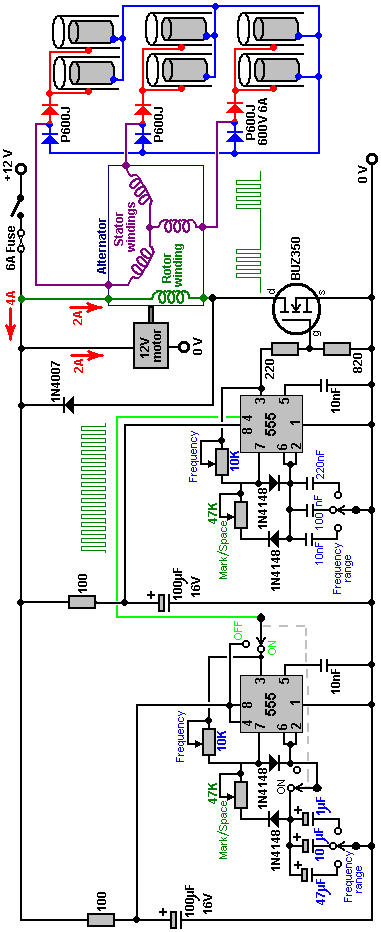 100
100µF
16V
47K
Mark/Space
Frequency
10K
1N4148
1N4148
47µF
10µF
1µF
Frequency
range
ON
OFF
ON
4
8
3
7
555
6
2
5
1
10nF
100
100µF
16V
47K
Mark/Space
Frequency
10K
1N4148
1N4148
10nF
100nF
220nF
Frequency
range
8
4
3
7
555
6
2
5
1
10nF
220
820
g
d
s
BUZ350
1N4007
2A
12V
motor
0 V
4A
2A
6A Fuse
+12 V
Alternator
Stator
windings
Rotor
winding
P600J
P600J
P600J
600V 6A
0 V